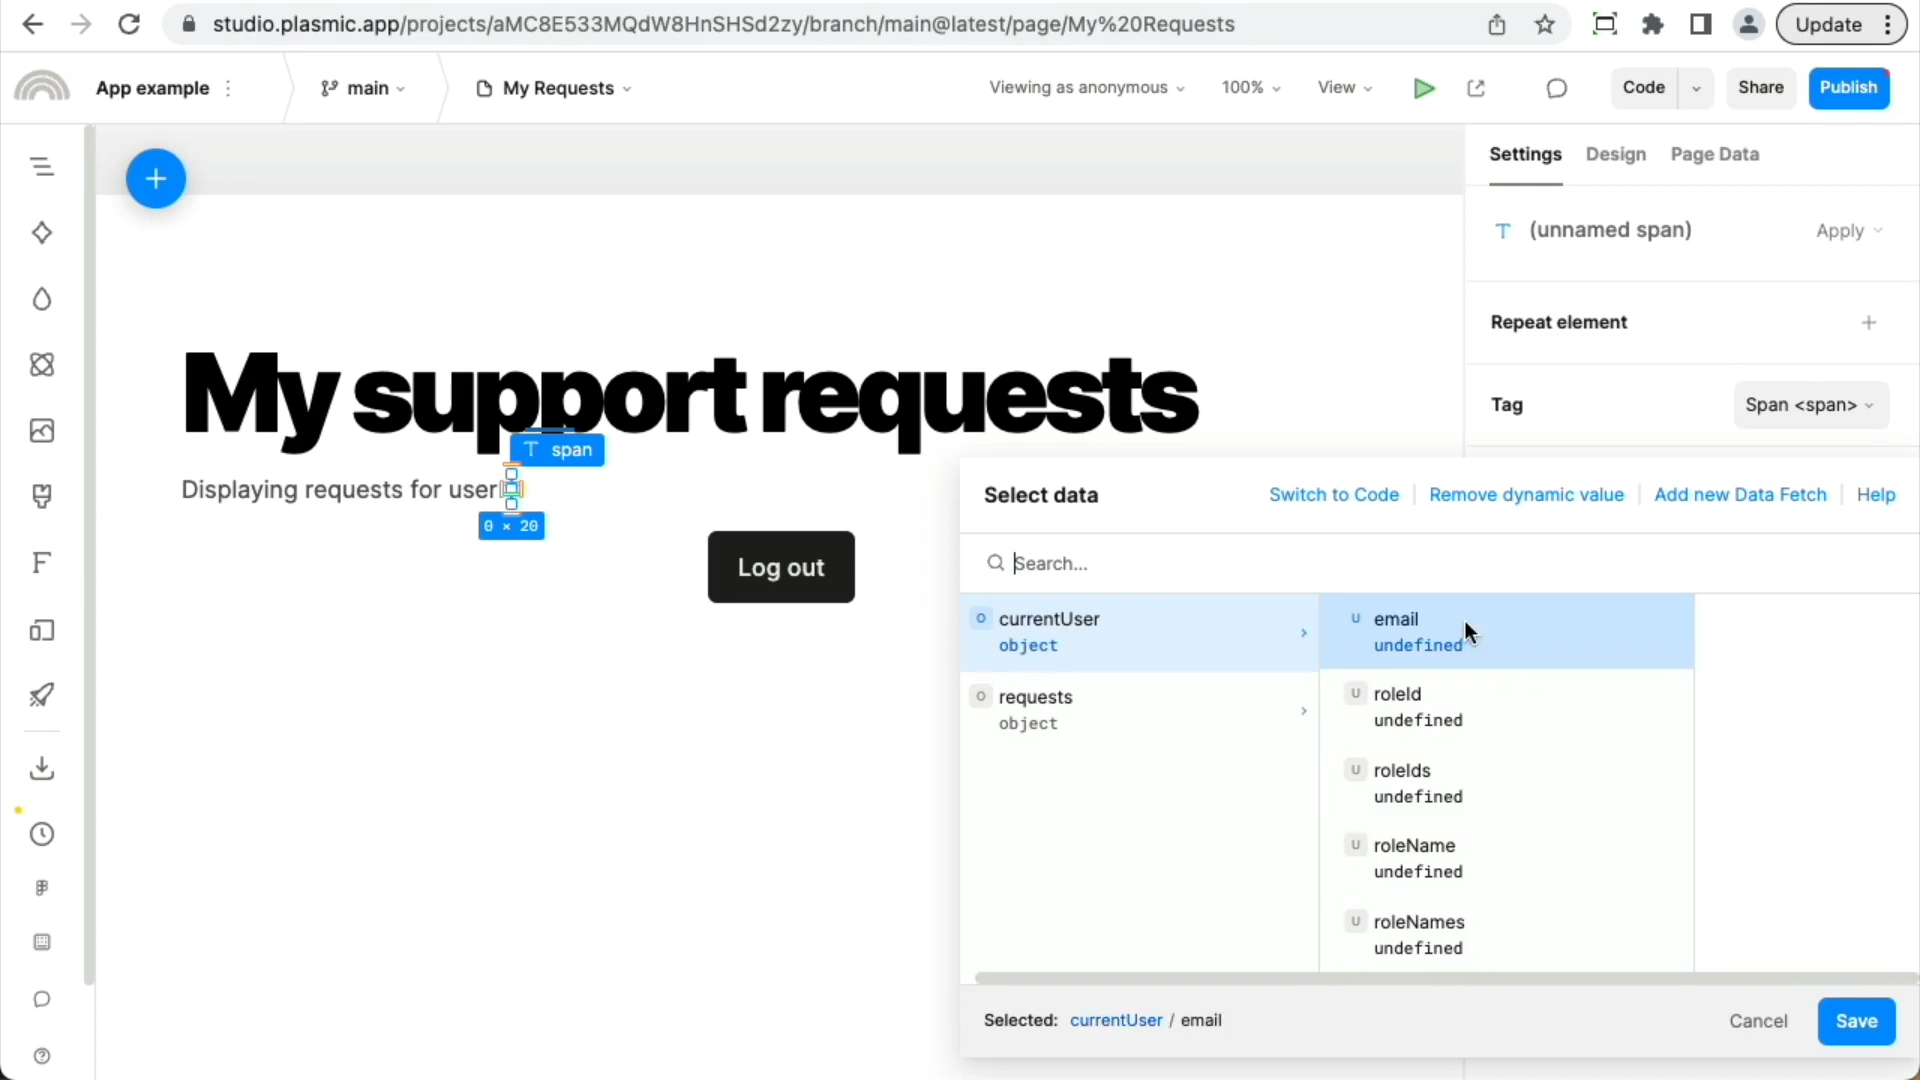 studio.plasmic.app/projects/aMC8E533MQdW8HnSHSd2zy/branch/main@latest/page/My%20Requests
Update
App example
main
My Requests
Viewing as anonymous
100%
View
Code
Share
Publish
Settings
Design
Page Data
(unnamed span)
Apply
Repeat element
Tag
Span <span>
My support requests
span
Displaying requests for user
0 × 20
Log out
Select data
Switch to Code
Remove dynamic value
Add new Data Fetch
Help
Search...
currentUser
object
requests
object
email
undefined
roleId
undefined
roleIds
undefined
roleName
undefined
roleNames
undefined
Selected: currentUser / email
Cancel
Save